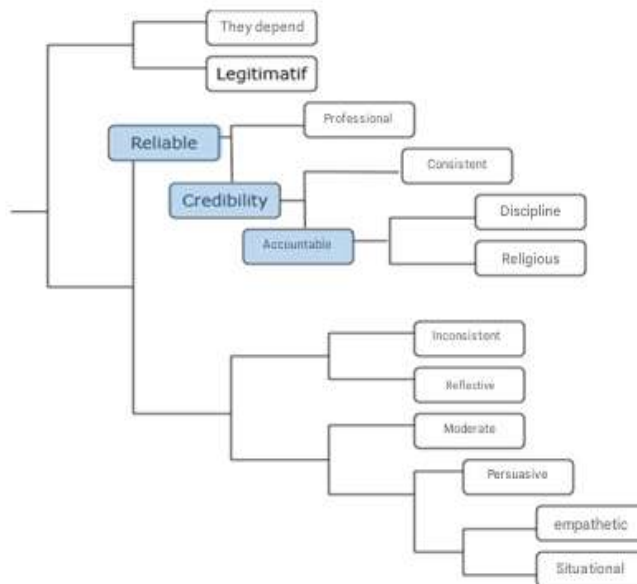 They depend
Legitimatif
Professional
Reliable
Consistent
Credibility
Discipline
Accountable
Religious
Inconsistent
Reflective
Moderate
Persuasive
empathetic
Situational